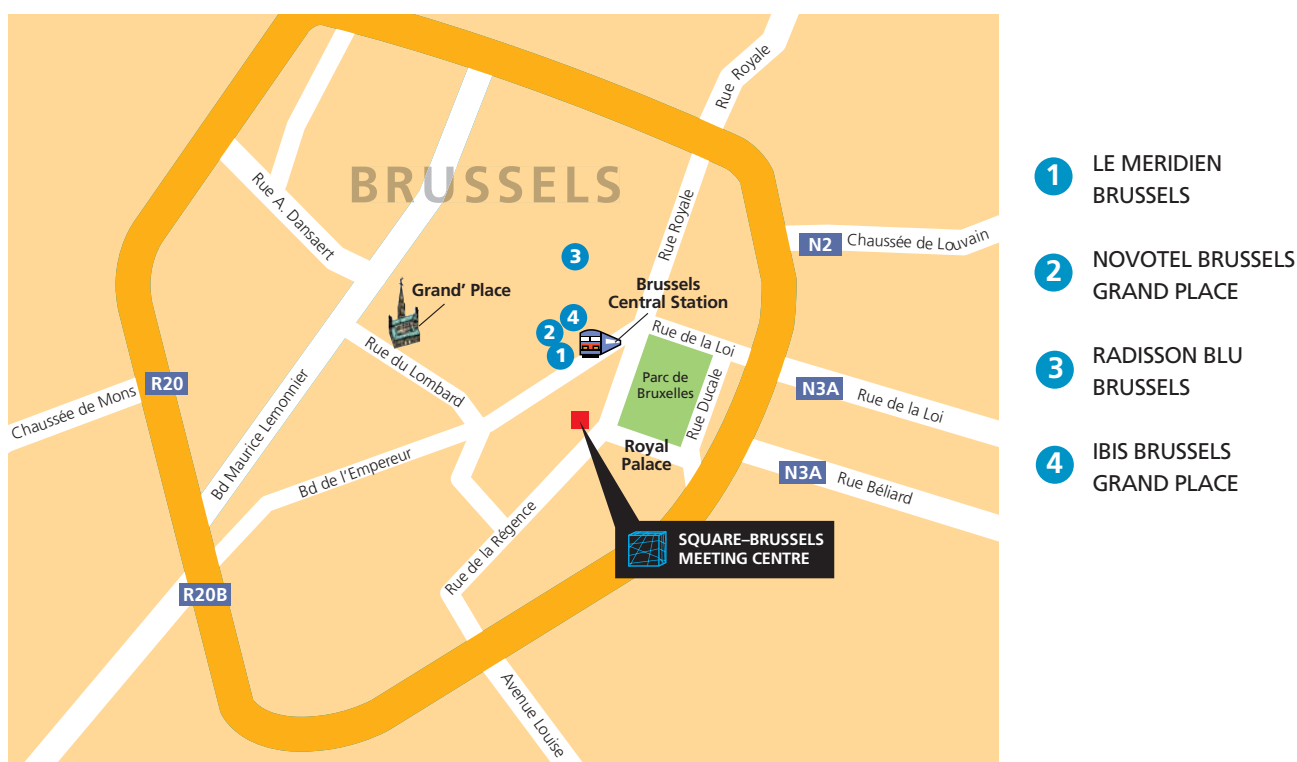 Rue Royale
BRUSSELS
Rue A. Dansaert
Rue Royale
N2
Chaussée de Louvain
3
Grand' Place
Brussels
Central Station
4
2
1
Rue de la Loi
Rue du Lombard
Parc de
Bruxelles
Rue Ducale
R20
Chaussée de Mons
N3A
Rue de la Loi
Bd Maurice Lemonnier
Bd de l'Empereur
Royal
Palace
N3A
Rue Béliard
Rue de la Régence
SQUARE–BRUSSELS
MEETING CENTRE
R20B
Avenue Louise
1
LE MERIDIEN
BRUSSELS
2
NOVOTEL BRUSSELS
GRAND PLACE
3
RADISSON BLU
BRUSSELS
4
IBIS BRUSSELS
GRAND PLACE